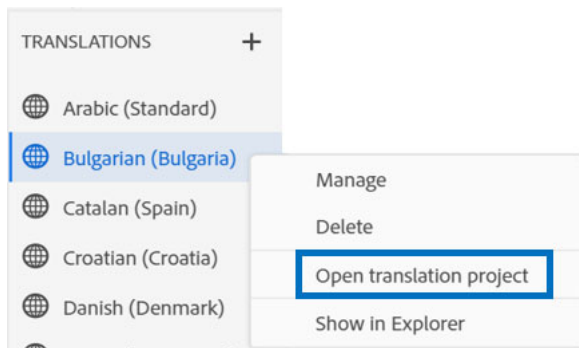 TRANSLATIONS +
Arabic (Standard)
Bulgarian (Bulgaria)
Catalan (Spain)
Croatian (Croatia)
Danish (Denmark)
Manage
Delete
Open translation project
Show in Explorer